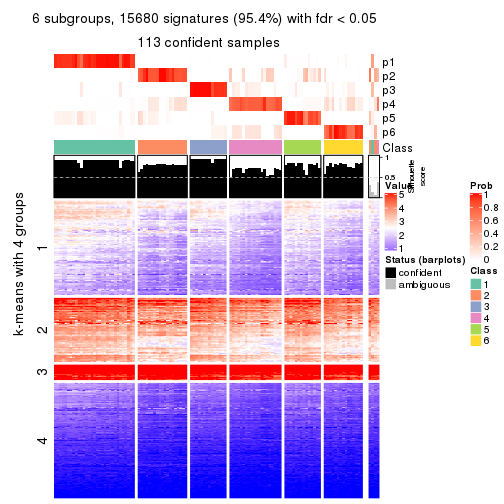 6 subgroups, 15680 signatures (95.4%) with fdr < 0.05
113 confident samples
p1
p2
p3
p4
p5
p6
Class
1
0.5
0
Silhouette
score
k-means with 4 groups
1
2
3
4
Value
5
4
3
2
1
Status (barplots)
confident
ambiguous
Prob
1
0.8
0.6
0.4
0.2
0
Class
1
2
3
4
5
6